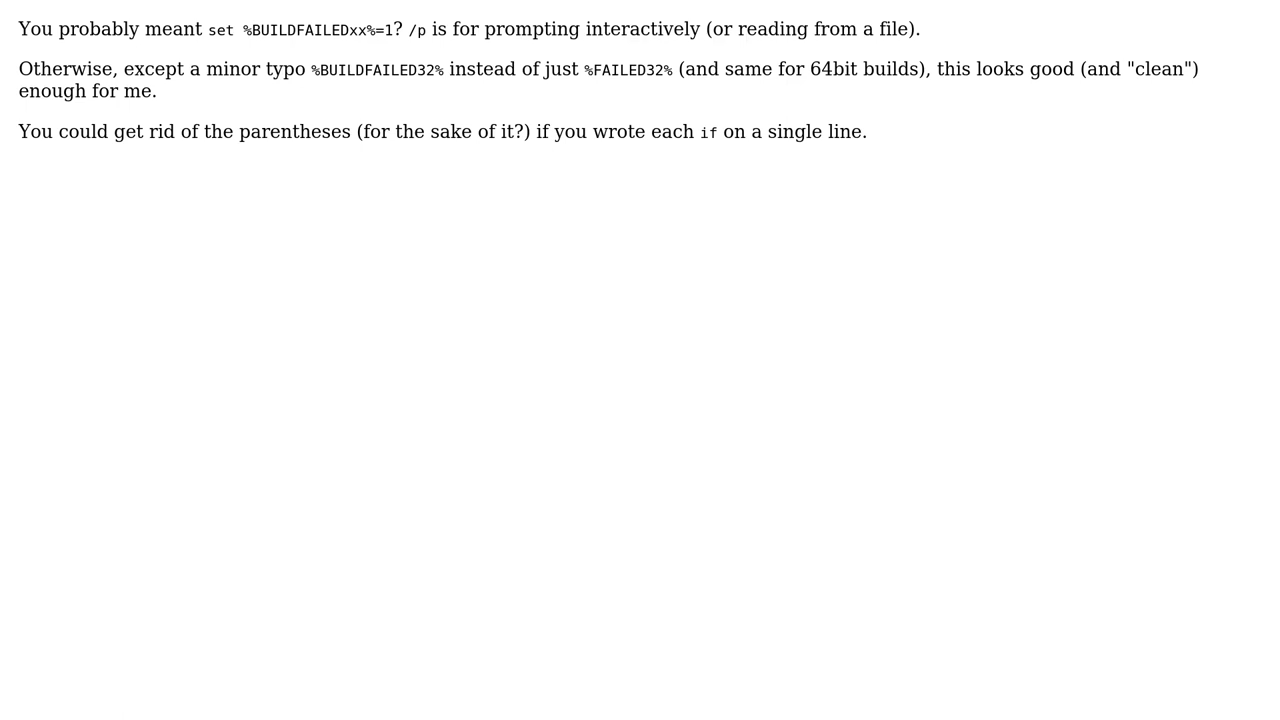 You probably meant set %BUILDFAILEDxx%=1? /p is for prompting interactively (or reading from a file).
Otherwise, except a minor typo %BUILDFAILED32% instead of just %FAILED32% (and same for 64bit builds), this looks good (and "clean")
enough for me.
You could get rid of the parentheses (for the sake of it?) if you wrote each if on a single line.